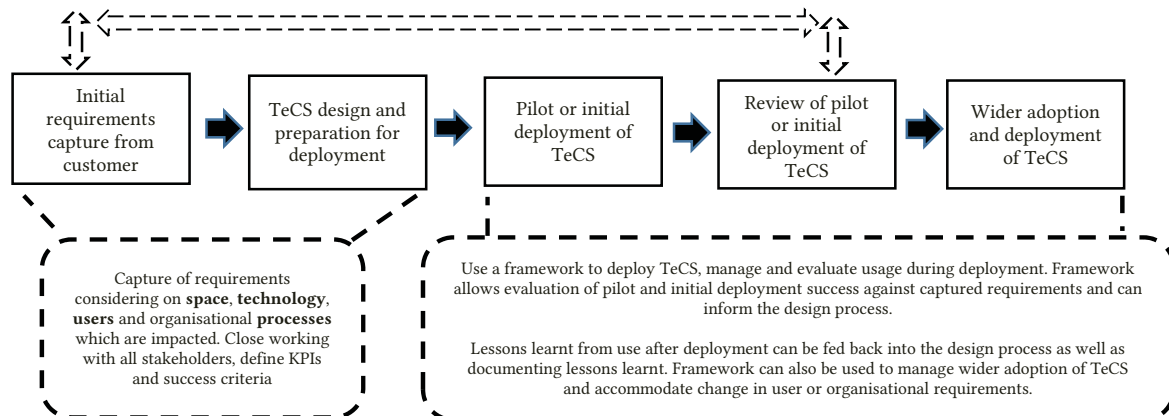 Initial
requirements
capture from
customer
TeCS design and
preparation for
deployment
Pilot or initial
deployment of
TeCS
Review of pilot
or initial
deployment of
TeCS
Wider adoption
and deployment
of TeCS
Capture of requirements
considering on space, technology,
users and organisational processes
which are impacted. Close working
with all stakeholders, define KPIs
and success criteria
Use a framework to deploy TeCS, manage and evaluate usage during deployment. Framework
allows evaluation of pilot and initial deployment success against captured requirements and can
inform the design process.
Lessons learnt from use after deployment can be fed back into the design process as well as
documenting lessons learnt. Framework can also be used to manage wider adoption of TeCS
and accommodate change in user or organisational requirements.